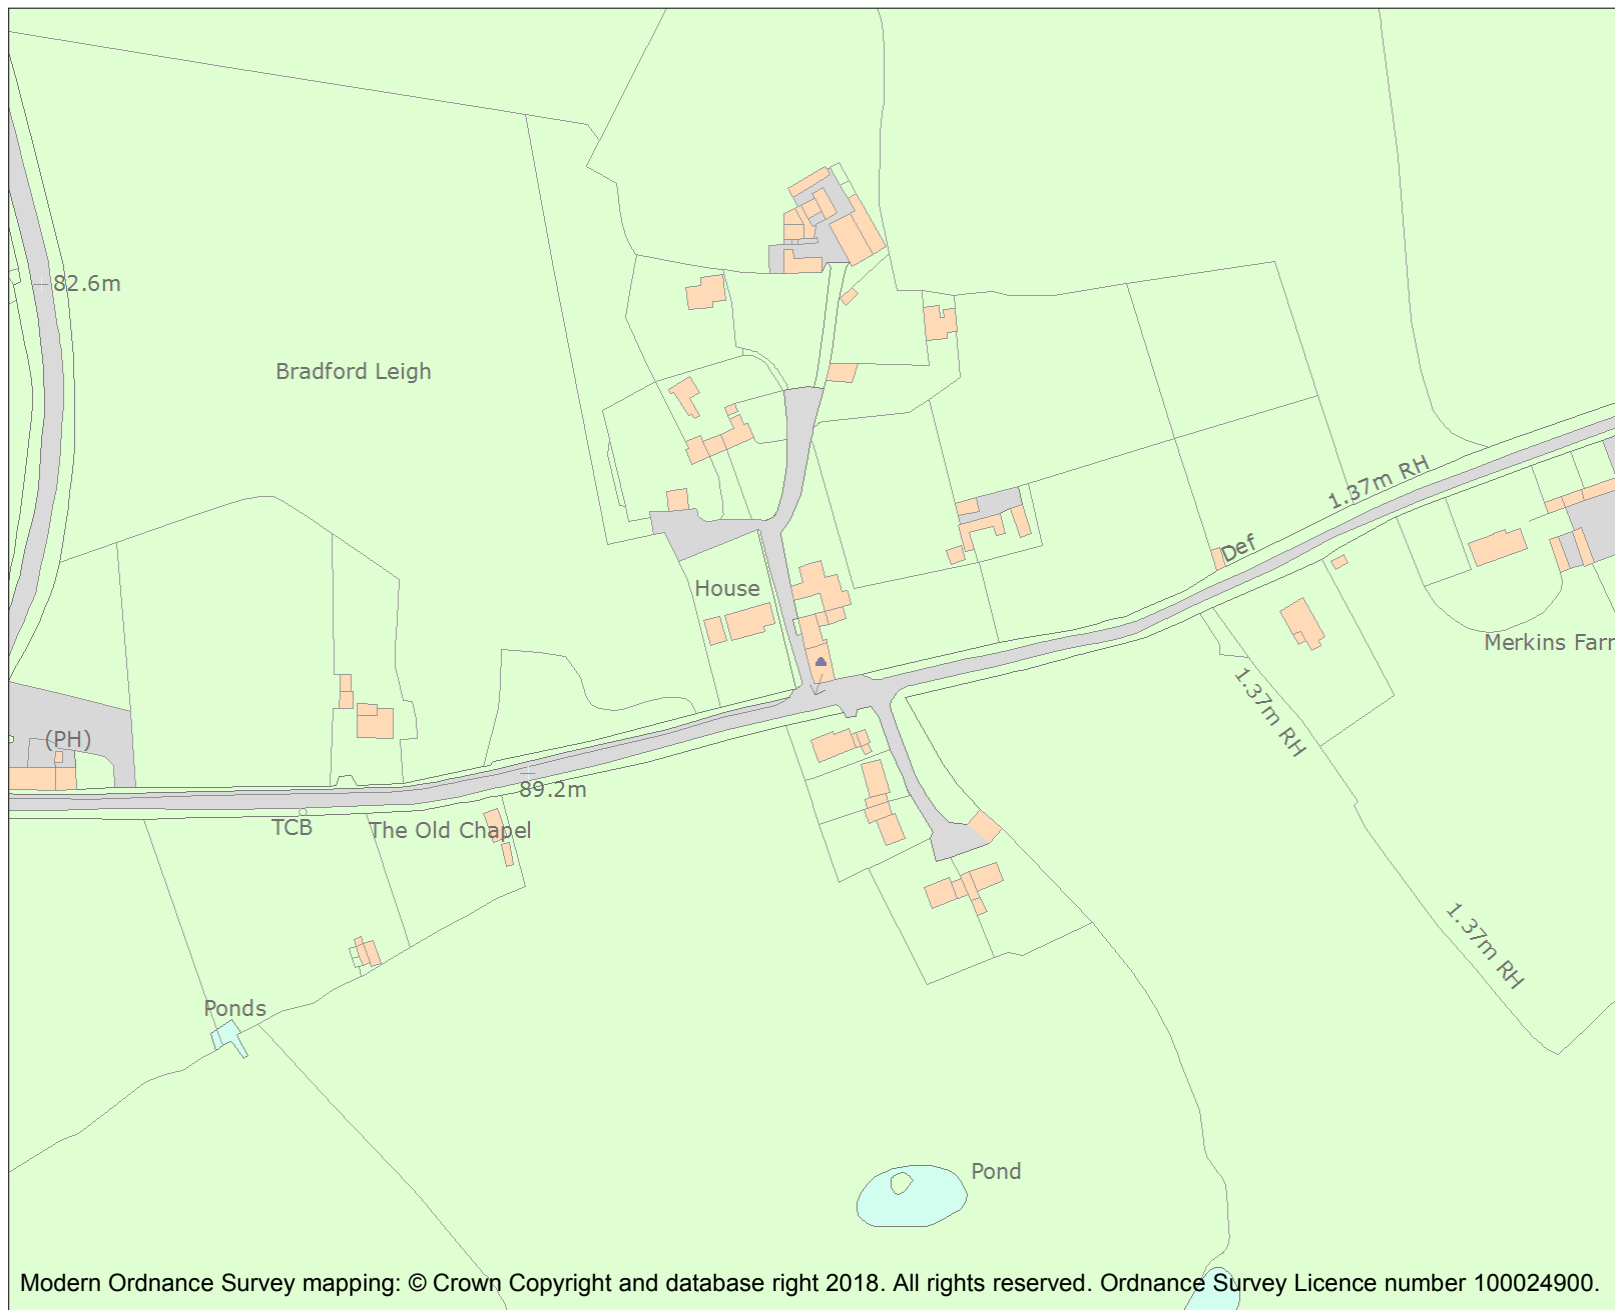 82.6m
Bradford Leigh
1.37m RH
Def
House
Merkins Farr
1.37m RH
(PH)
89.2m
TCB
The Old Chapel
1.37m RH
Ponds
Pond
Modern Ordnance Survey mapping: © Crown Copyright and database right 2018. All rights reserved. Ordnance Survey Licence number 100024900.